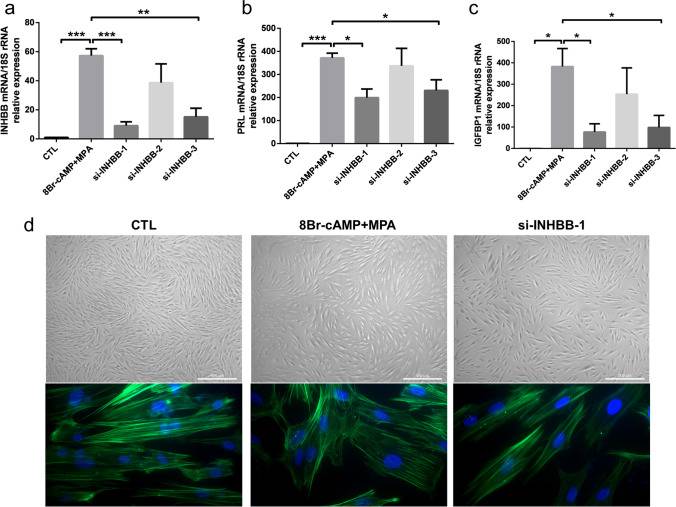 a
INHBB mRNA/18S rRNA
relative expression
60
40
20
0
***
***
**
CTL
8Br-cAMP+MPA
si-INHBB-1
si-INHBB-2
si-INHBB-3
b
PRL mRNA/18S rRNA
relative expression
500
400
300
200
100
0
***
*
*
CTL
8Br-cAMP+MPA
si-INHBB-1
si-INHBB-2
si-INHBB-3
c
IGFBP1 mRNA/18S rRNA
relative expression
500
400
300
200
100
0
*
*
*
CTL
8Br-cAMP+MPA
si-INHBB-1
si-INHBB-2
si-INHBB-3
d
CTL
8Br-cAMP+MPA
si-INHBB-1